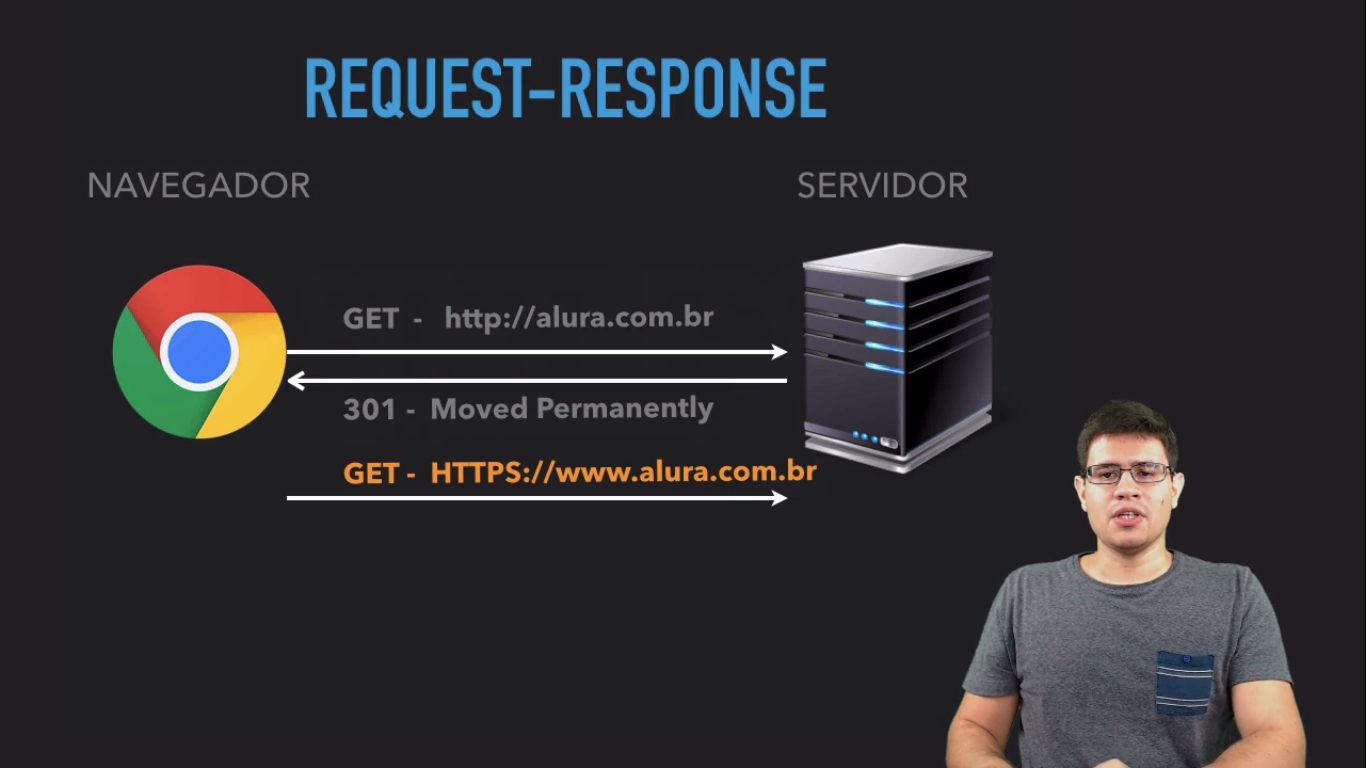 REQUEST-RESPONSE
NAVEGADOR
SERVIDOR
GET - http://alura.com.br
301 - Moved Permanently
GET - HTTPS://www.alura.com.br